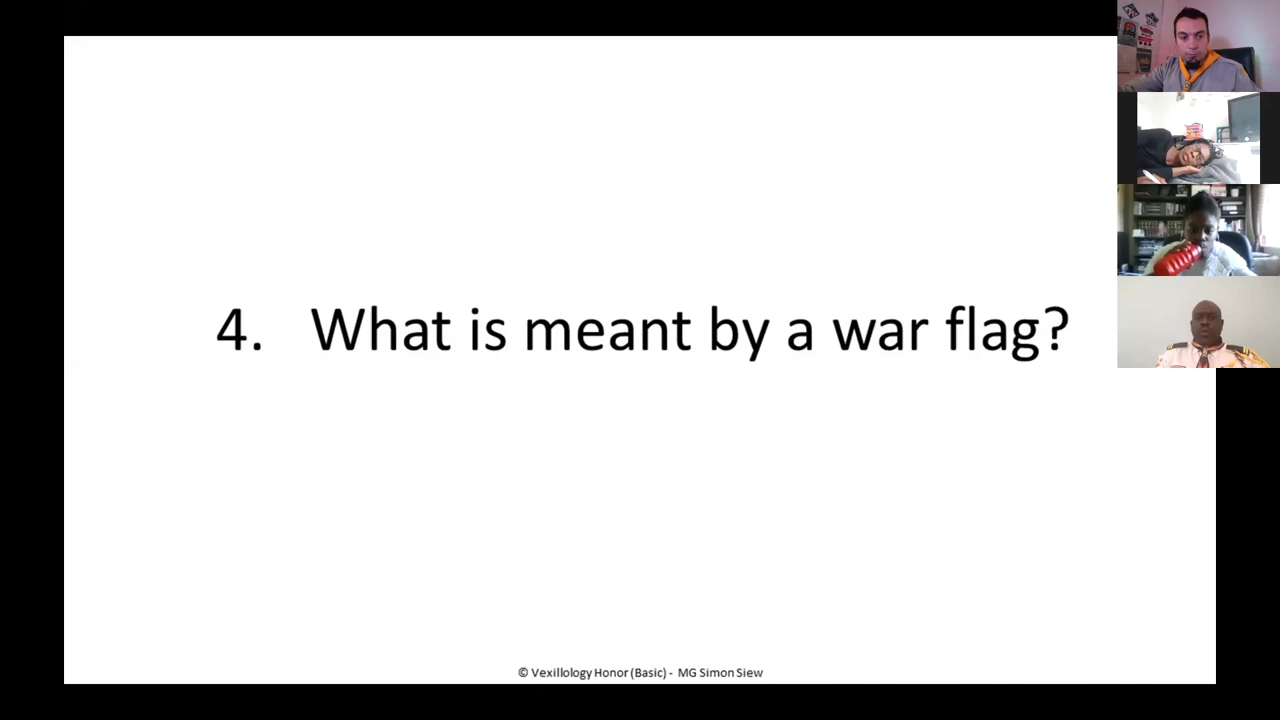 4. What is meant by a war flag?
© Vexillology Honor (Basic) - MG Simon Siew